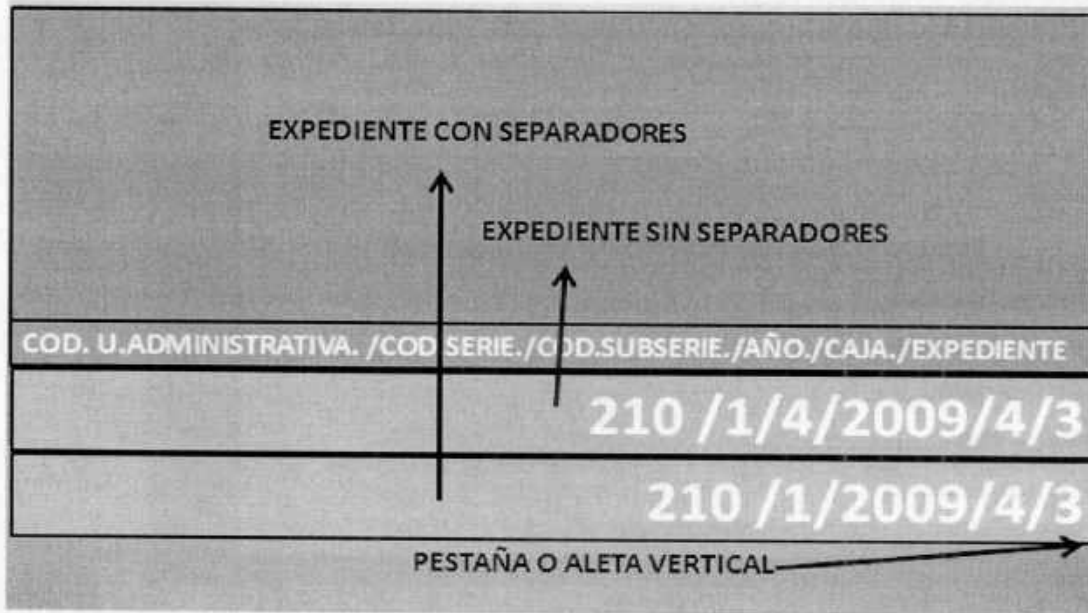 EXPEDIENTE CON SEPARADORES
EXPEDIENTE SIN SEPARADORES
COD. U.ADMINISTRATIVA. /COD SERIE./COD.SUBSERIE./AÑO./CAJA./EXPEDIENTE
210 /1/4/2009/4/3
210 /1/2009/4/3
PESTAÑA O ALETA VERTICAL